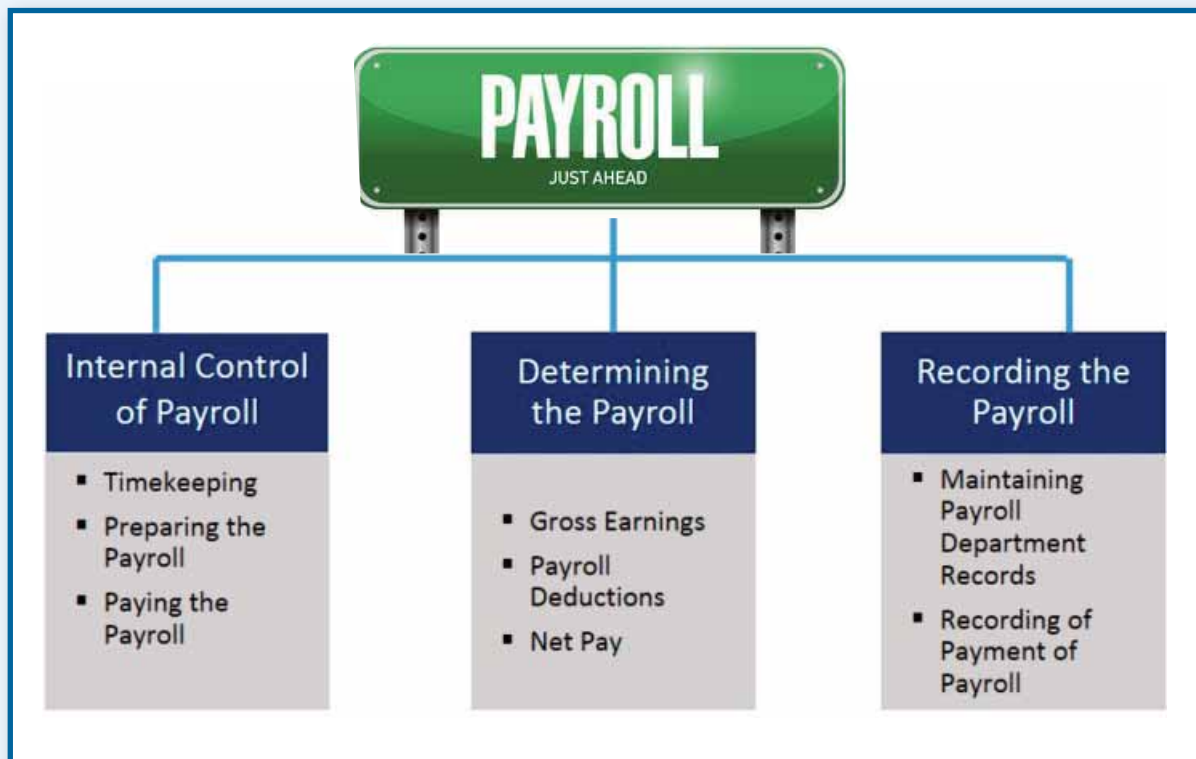 PAYROLL
JUST AHEAD
Internal Control
of Payroll
▪ Timekeeping
▪ Preparing the
Payroll
▪ Paying the
Payroll
Determining
the Payroll
▪ Gross Earnings
▪ Payroll
Deductions
▪ Net Pay
Recording the
Payroll
▪ Maintaining
Payroll
Department
Records
▪ Recording of
Payment of
Payroll